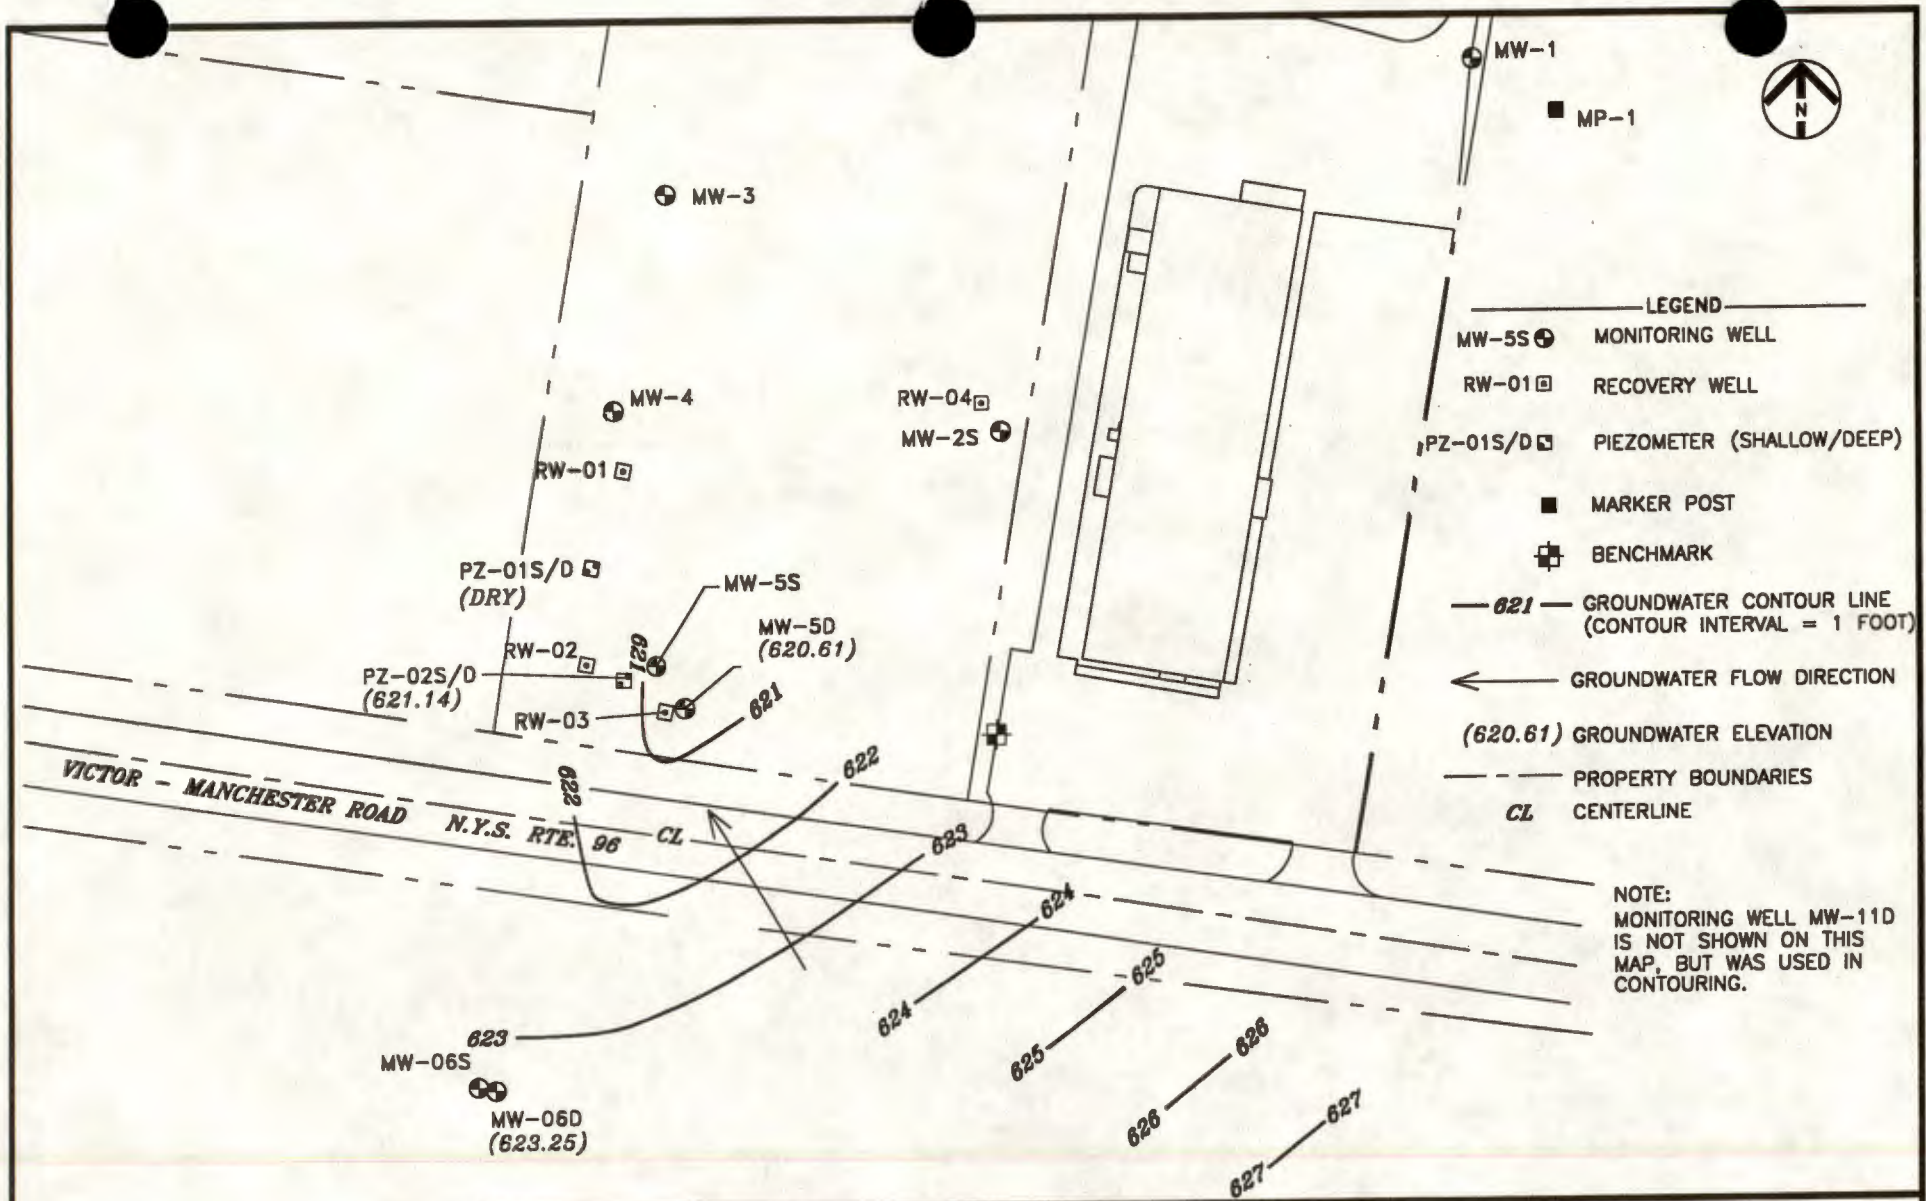 MW-1
MP-1
N
MW-3
LEGEND
MW-5S MONITORING WELL
RW-01 RECOVERY WELL
PZ-01S/D PIEZOMETER (SHALLOW/DEEP)
MARKER POST
BENCHMARK
621 GROUNDWATER CONTOUR LINE
(CONTOUR INTERVAL = 1 FOOT)
GROUNDWATER FLOW DIRECTION
(620.61) GROUNDWATER ELEVATION
PROPERTY BOUNDARIES
CL CENTERLINE
MW-4
RW-04
MW-2S
RW-01
PZ-01S/D
(DRY)
MW-5S
MW-5D
(620.61)
RW-02
621
PZ-02S/D
(621.14)
621
RW-03
622
622
VICTOR - MANCHESTER ROAD N.Y.S. RTE. 96 CL
623
624
NOTE:
MONITORING WELL MW-11D
IS NOT SHOWN ON THIS
MAP, BUT WAS USED IN
CONTOURING.
625
624
623
626
625
MW-06S
MW-06D
(623.25)
627
626
627